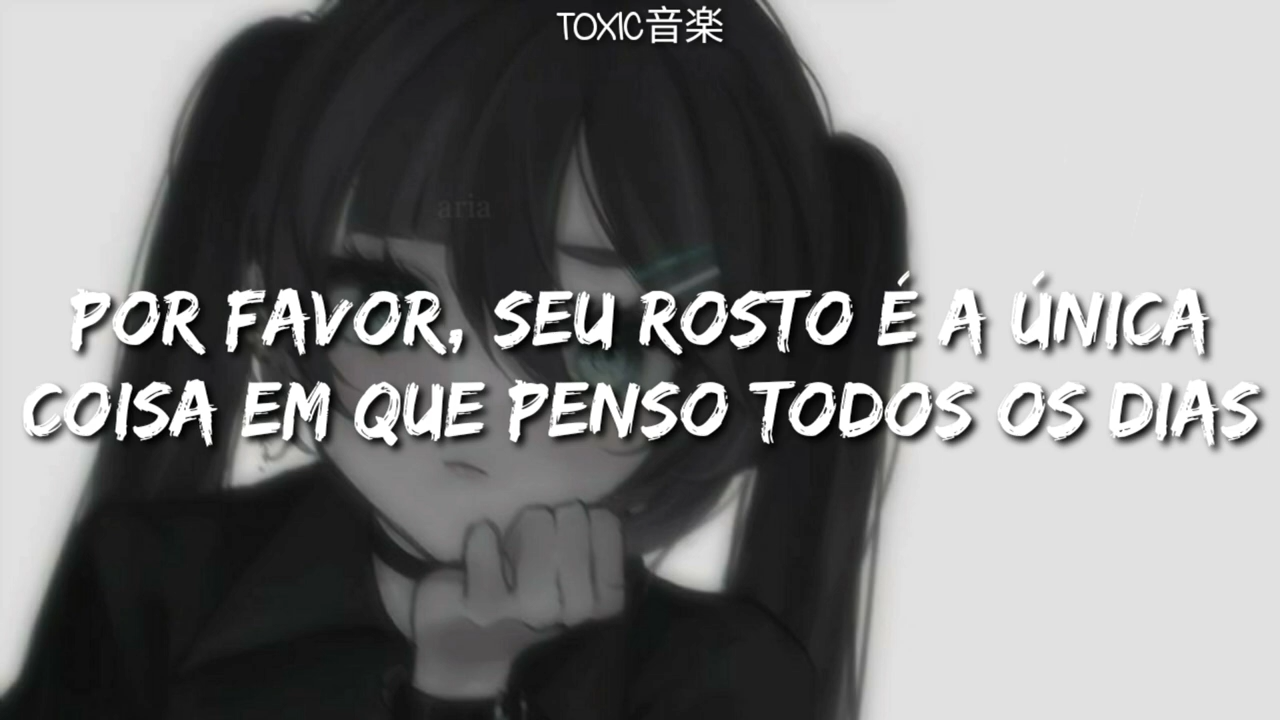 TOXIC音楽
aria
POR FAVOR, SEU ROSTO É A ÚNICA
COISA EM QUE PENSO TODOS OS DIAS